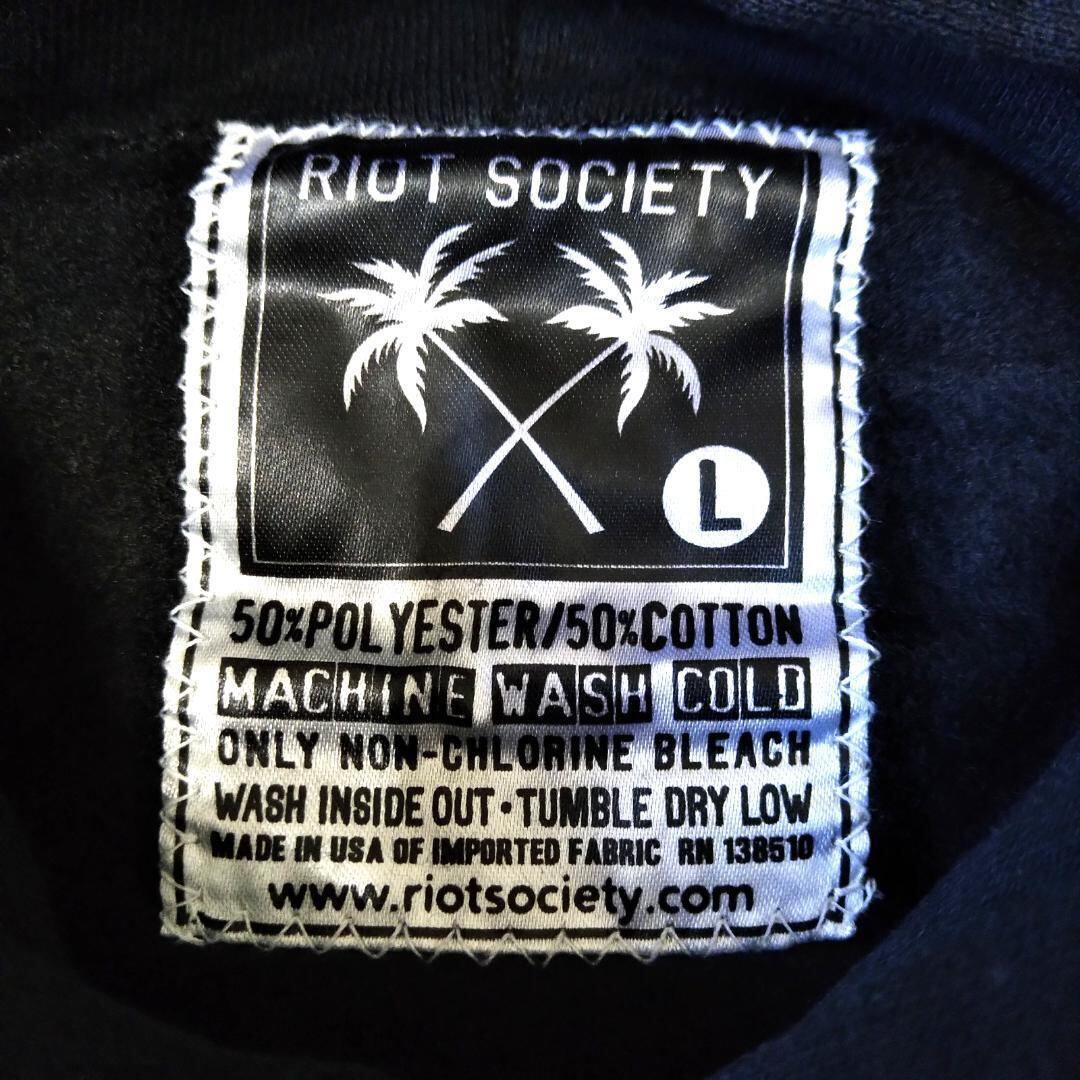 RIOT SOCIETY
L
50%POLYESTER/50%COTTON
MACHINE WASH COLD
ONLY NON-CHLORINE BLEACH
WASH INSIDE OUT•TUMBLE DRY LOW
MADE IN USA OF IMPORTED FABRIC RN 138510
www.riotsociety.com